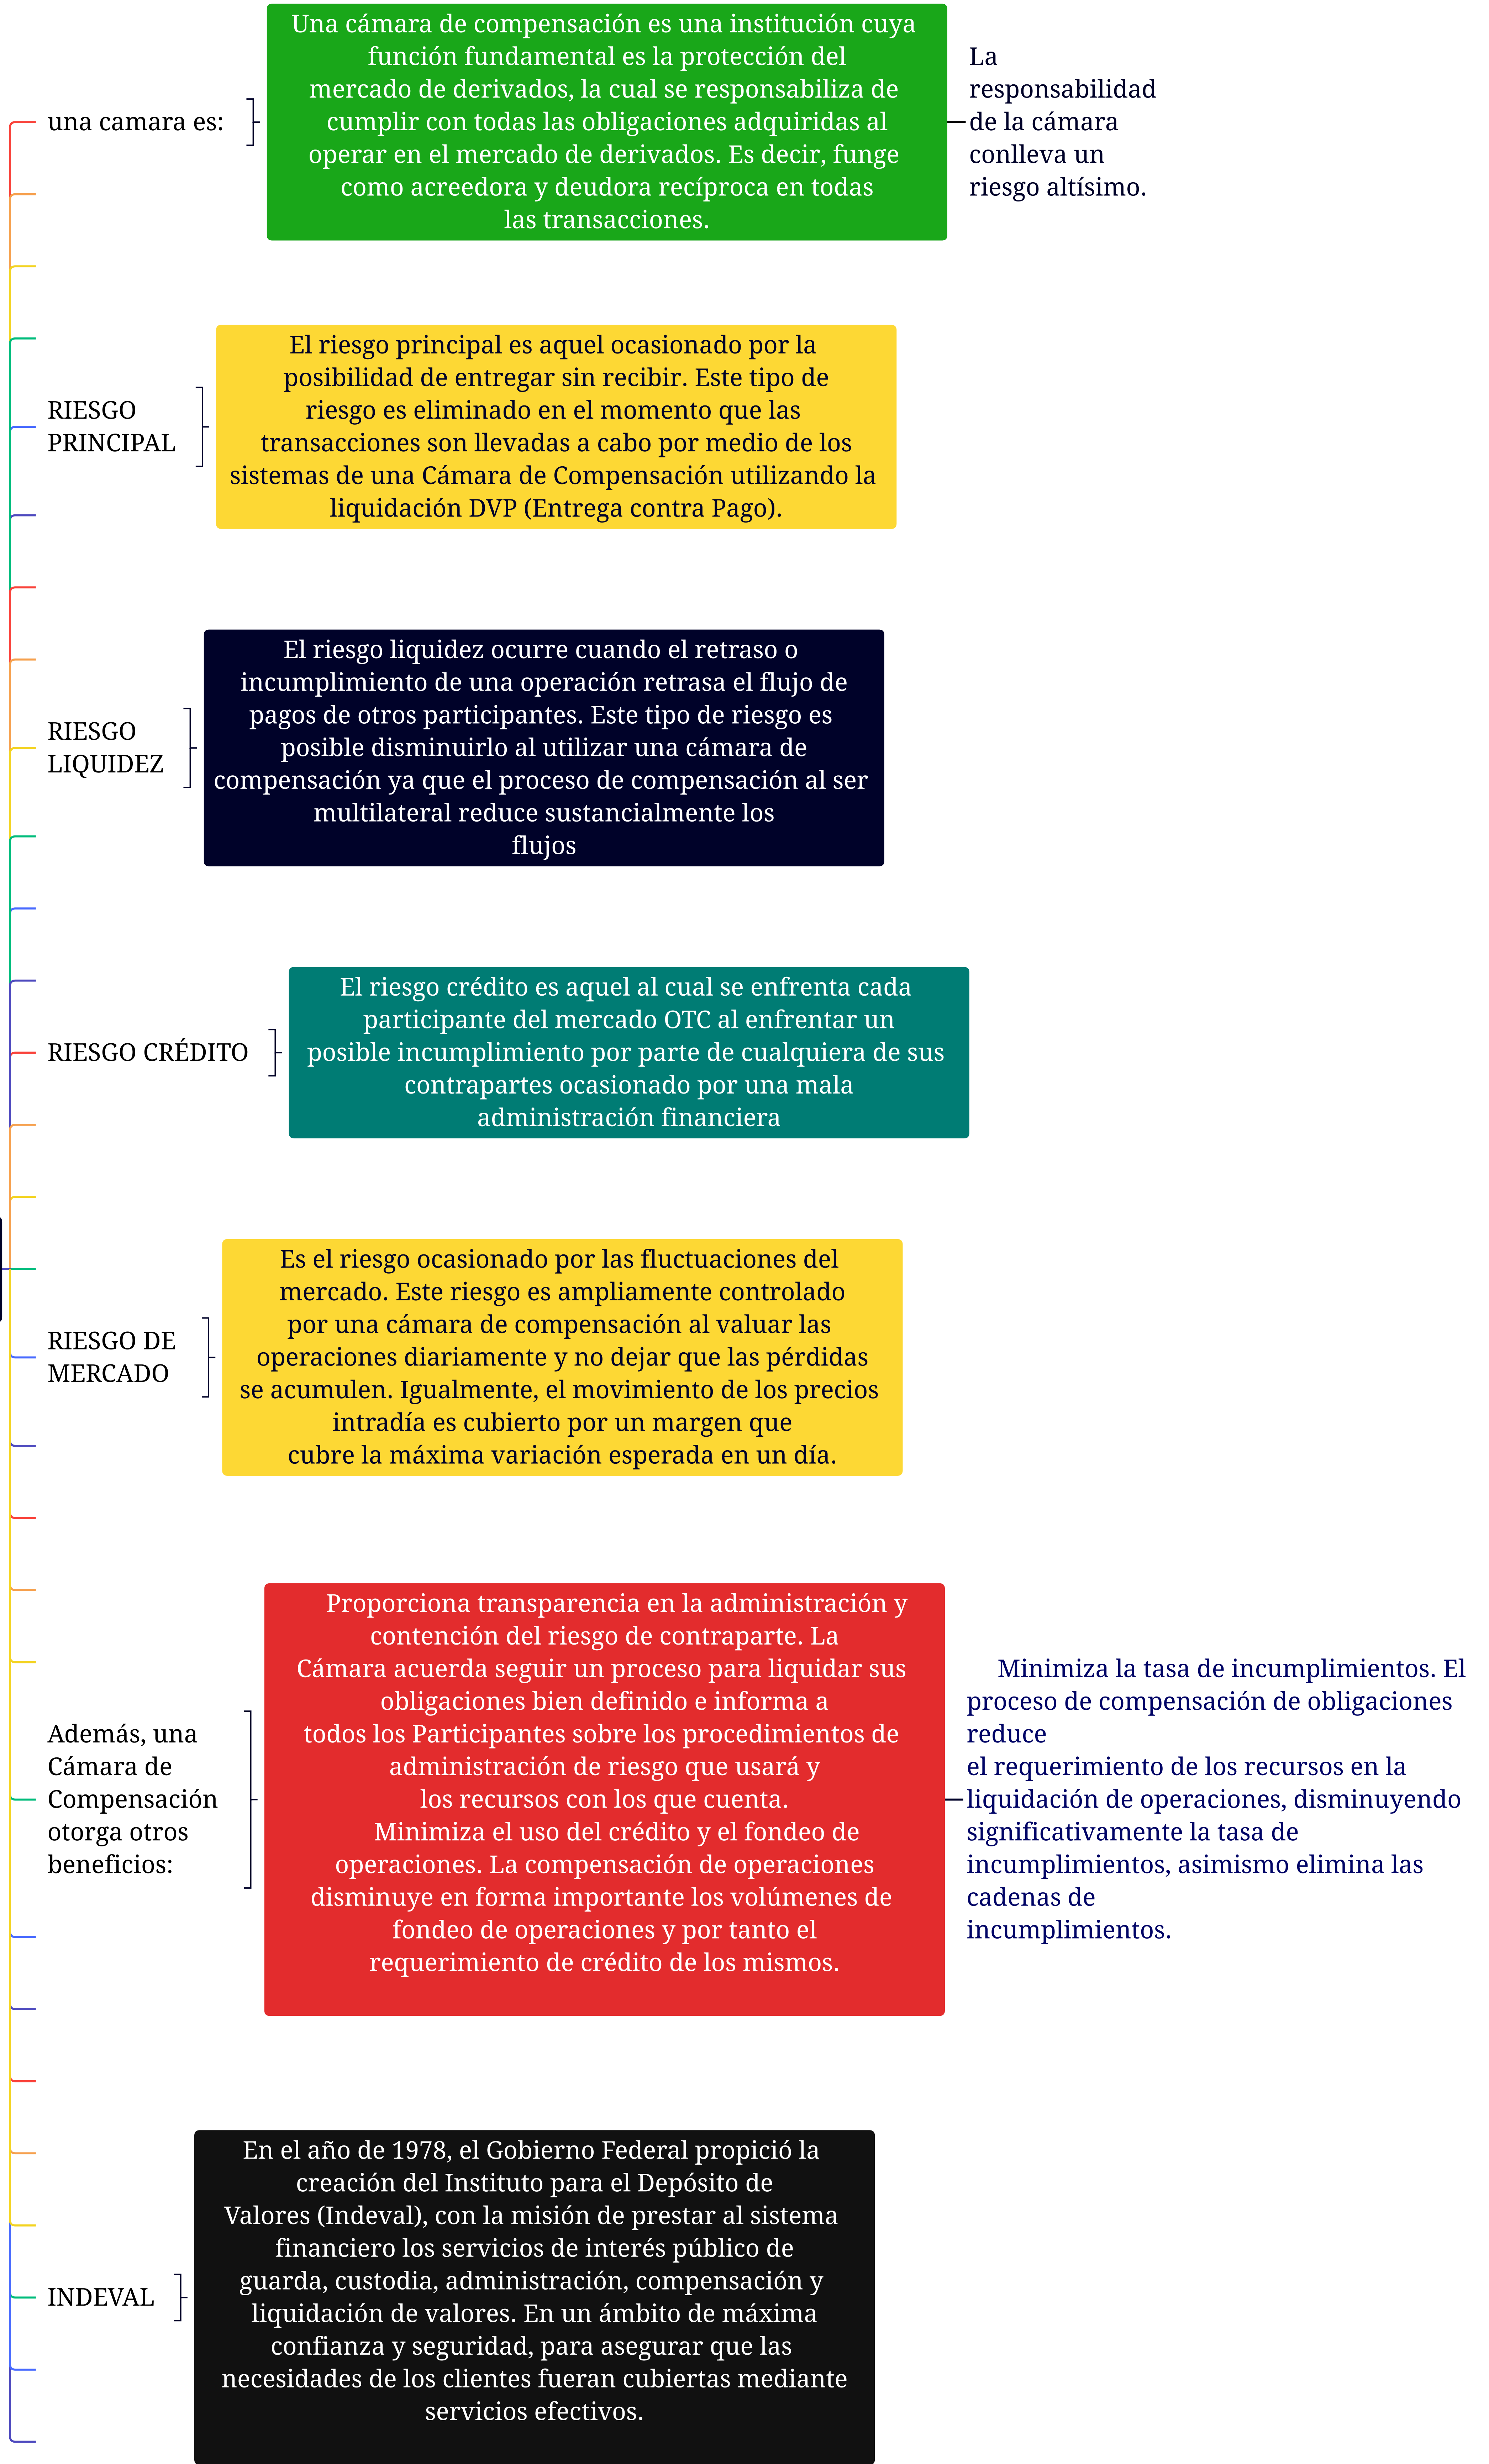 una camara es:
Una cámara de compensación es una institución cuya
función fundamental es la protección del
mercado de derivados, la cual se responsabiliza de
cumplir con todas las obligaciones adquiridas al
operar en el mercado de derivados. Es decir, funge
como acreedora y deudora recíproca en todas
las transacciones.
La
responsabilidad
de la cámara
conlleva un
riesgo altísimo.
RIESGO
PRINCIPAL
El riesgo principal es aquel ocasionado por la
posibilidad de entregar sin recibir. Este tipo de
riesgo es eliminado en el momento que las
transacciones son llevadas a cabo por medio de los
sistemas de una Cámara de Compensación utilizando la
liquidación DVP (Entrega contra Pago).
RIESGO
LIQUIDEZ
El riesgo liquidez ocurre cuando el retraso o
incumplimiento de una operación retrasa el flujo de
pagos de otros participantes. Este tipo de riesgo es
posible disminuirlo al utilizar una cámara de
compensación ya que el proceso de compensación al ser
multilateral reduce sustancialmente los
flujos
RIESGO CRÉDITO
El riesgo crédito es aquel al cual se enfrenta cada
participante del mercado OTC al enfrentar un
posible incumplimiento por parte de cualquiera de sus
contrapartes ocasionado por una mala
administración financiera
RIESGO DE
MERCADO
Es el riesgo ocasionado por las fluctuaciones del
mercado. Este riesgo es ampliamente controlado
por una cámara de compensación al valuar las
operaciones diariamente y no dejar que las pérdidas
se acumulen. Igualmente, el movimiento de los precios
intradía es cubierto por un margen que
cubre la máxima variación esperada en un día.
Además, una
Cámara de
Compensación
otorga otros
beneficios:
Proporciona transparencia en la administración y
contención del riesgo de contraparte. La
Cámara acuerda seguir un proceso para liquidar sus
obligaciones bien definido e informa a
todos los Participantes sobre los procedimientos de
administración de riesgo que usará y
los recursos con los que cuenta.
Minimiza el uso del crédito y el fondeo de
operaciones. La compensación de operaciones
disminuye en forma importante los volúmenes de
fondeo de operaciones y por tanto el
requerimiento de crédito de los mismos.
Minimiza la tasa de incumplimientos. El
proceso de compensación de obligaciones
reduce
el requerimiento de los recursos en la
liquidación de operaciones, disminuyendo
significativamente la tasa de
incumplimientos, asimismo elimina las
cadenas de
incumplimientos.
INDEVAL
En el año de 1978, el Gobierno Federal propició la
creación del Instituto para el Depósito de
Valores (Indeval), con la misión de prestar al sistema
financiero los servicios de interés público de
guarda, custodia, administración, compensación y
liquidación de valores. En un ámbito de máxima
confianza y seguridad, para asegurar que las
necesidades de los clientes fueran cubiertas mediante
servicios efectivos.